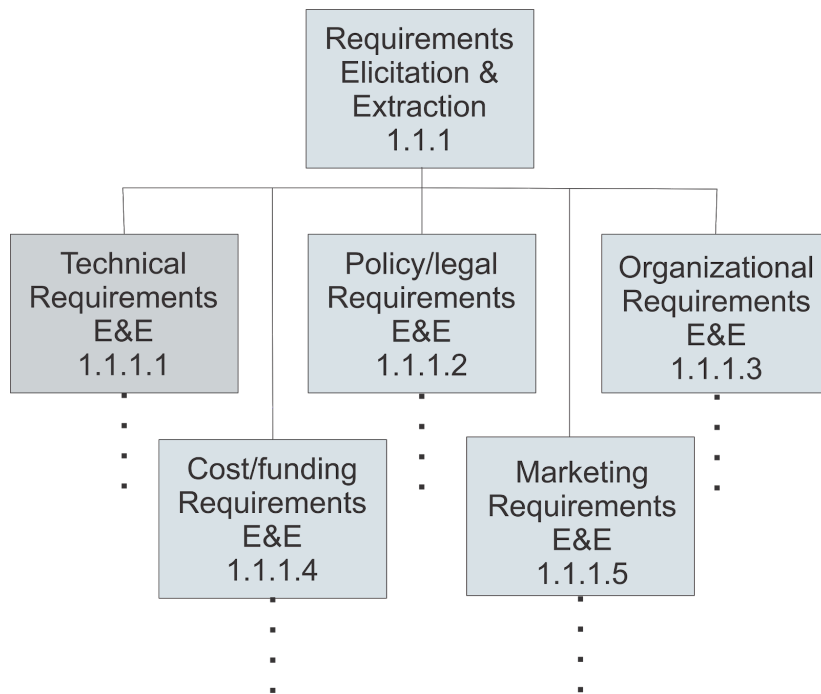 Requirements
Elicitation &
Extraction
1.1.1
Technical
Requirements
E&E
1.1.1.1
Policy/legal
Requirements
E&E
1.1.1.2
Organizational
Requirements
E&E
1.1.1.3
Cost/funding
Requirements
E&E
1.1.1.4
Marketing
Requirements
E&E
1.1.1.5